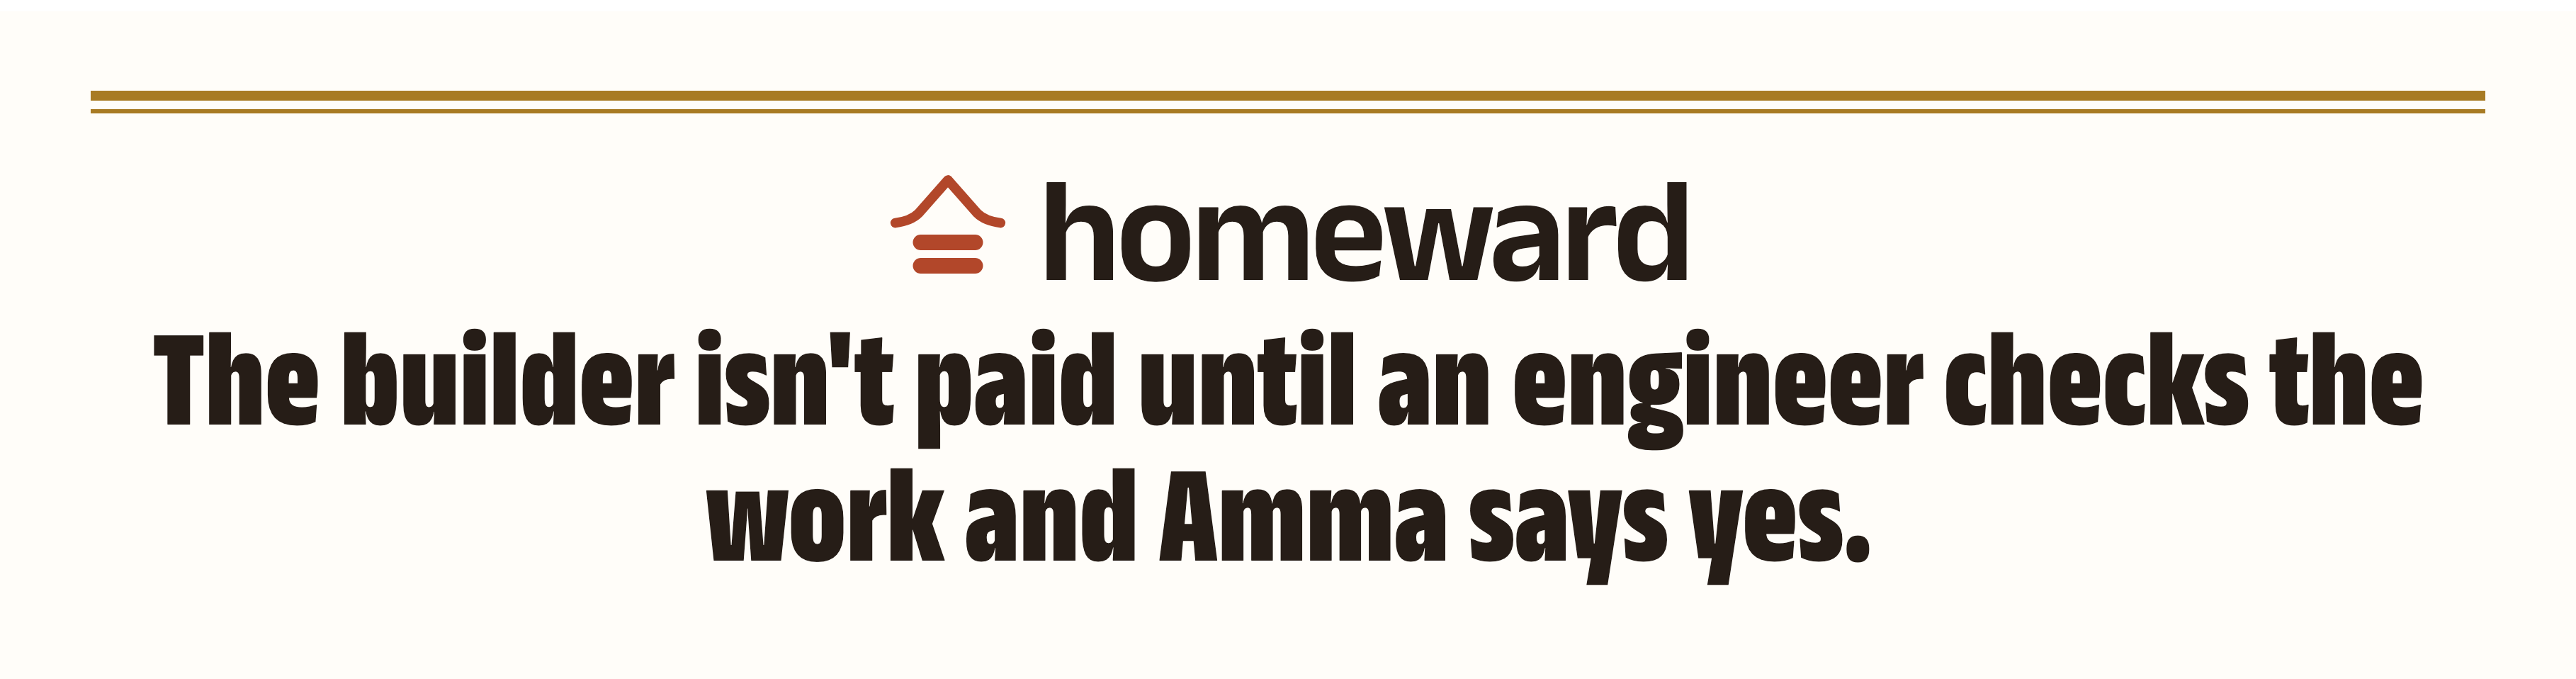 homeward
The builder isn't paid until an engineer checks the
work and Amma says yes.